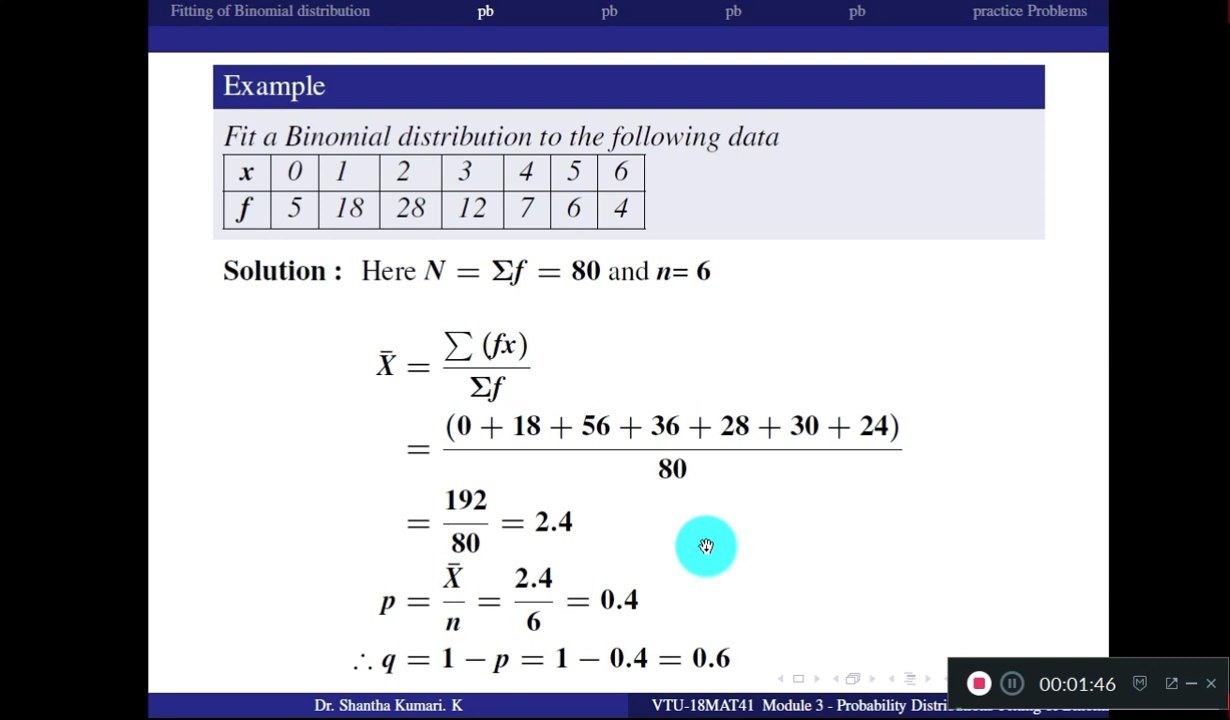 Fitting of Binomial distribution pb pb pb pb practice Problems
Example
Fit a Binomial distribution to the following data
x 0 1 2 3 4 5 6
f 5 18 28 12 7 6 4
Solution : Here N = Σf = 80 and n= 6
X̄ = ∑ (fx) / Σf
= (0 + 18 + 56 + 36 + 28 + 30 + 24) / 80
= 192 / 80 = 2.4
p = X̄ / n = 2.4 / 6 = 0.4
∴ q = 1 − p = 1 − 0.4 = 0.6
00:01:46
Dr. Shantha Kumari. K VTU-18MAT41 Module 3 - Probability